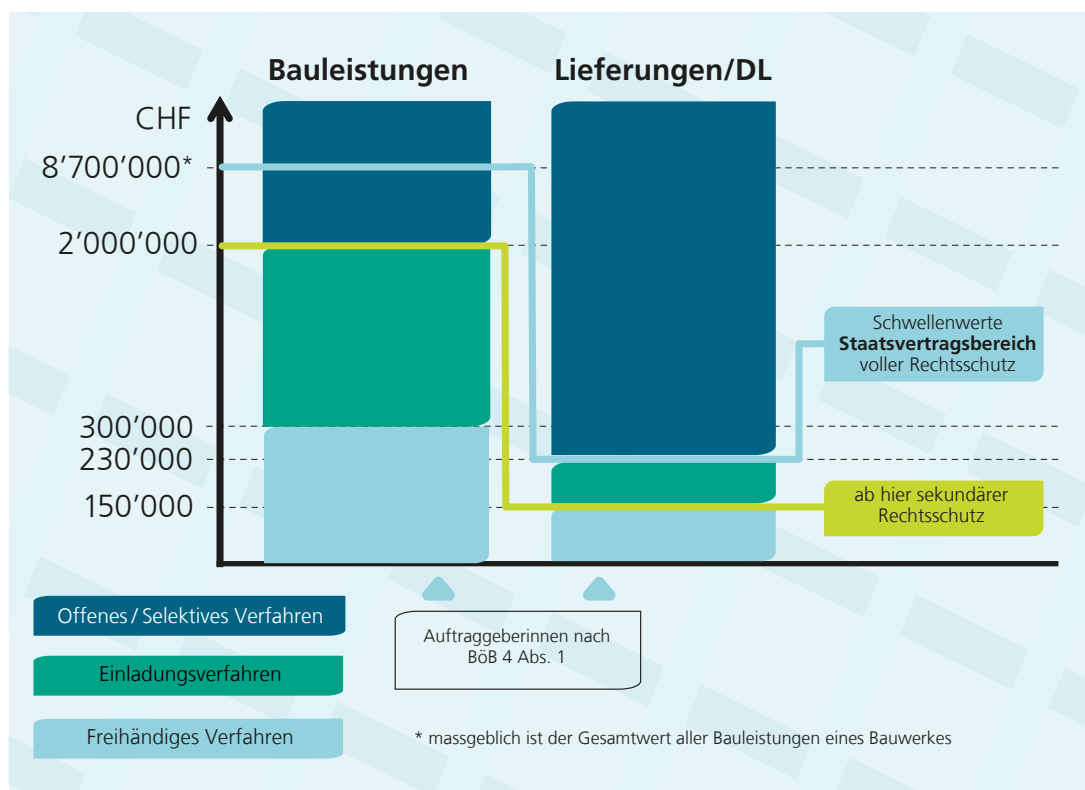 Bauleistungen
Lieferungen/DL
CHF
8’700’000*
2’000’000
300’000
230’000
150’000
Schwellenwerte
Staatsvertragsbereich
voller Rechtsschutz
ab hier sekundärer
Rechtsschutz
Offenes / Selektives Verfahren
Einladungsverfahren
Freihändiges Verfahren
Auftraggeberinnen nach
BöB 4 Abs. 1
* massgeblich ist der Gesamtwert aller Bauleistungen eines Bauwerkes